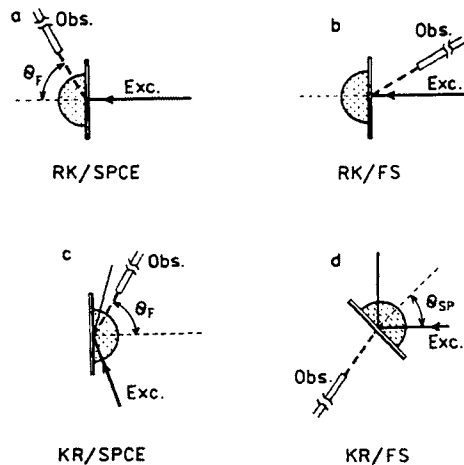 a
Obs.
θF
Exc.
RK/SPCE
b
Obs.
Exc.
RK/FS
c
Obs.
θF
Exc.
KR/SPCE
d
θSP
Exc.
Obs.
KR/FS